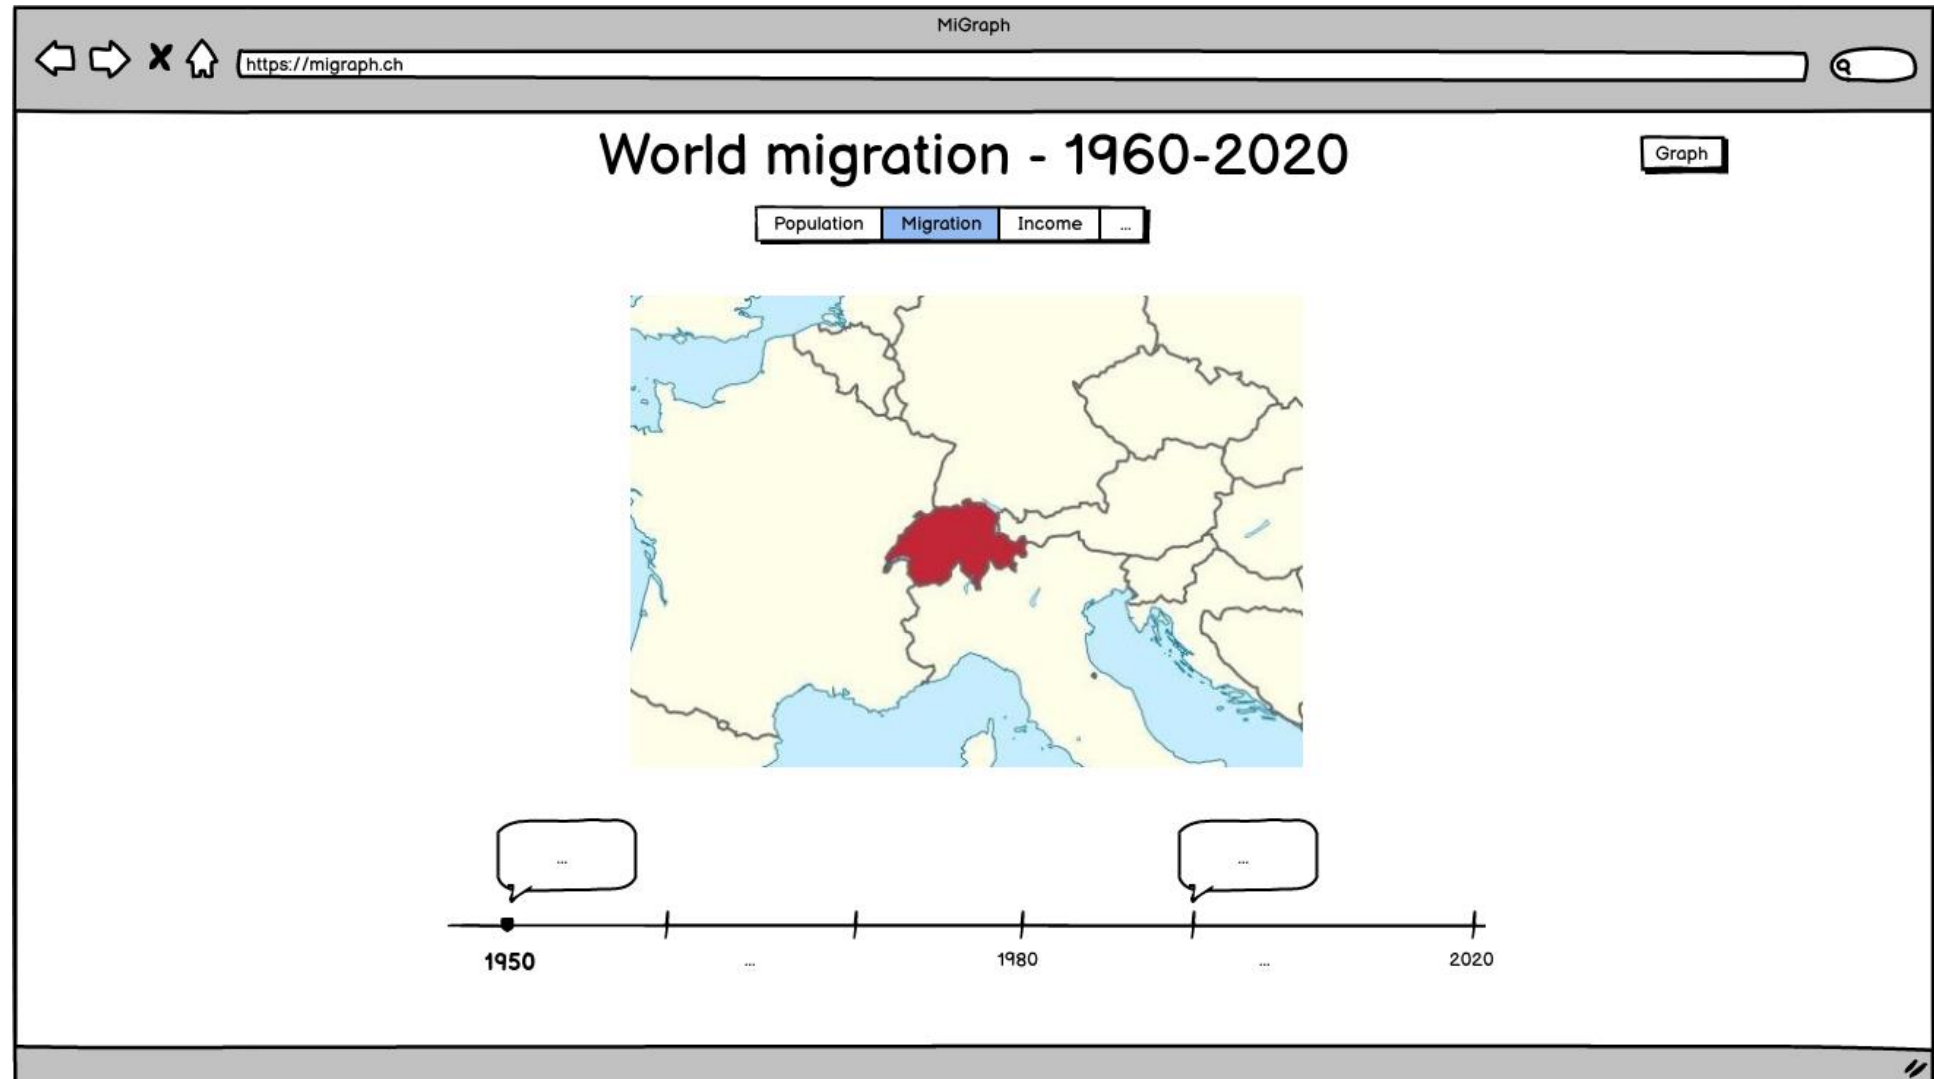 MiGraph
https://migraph.ch
World migration - 1960-2020
Graph
Population Migration Income ...
... ...
1950 ... 1980 ... 2020